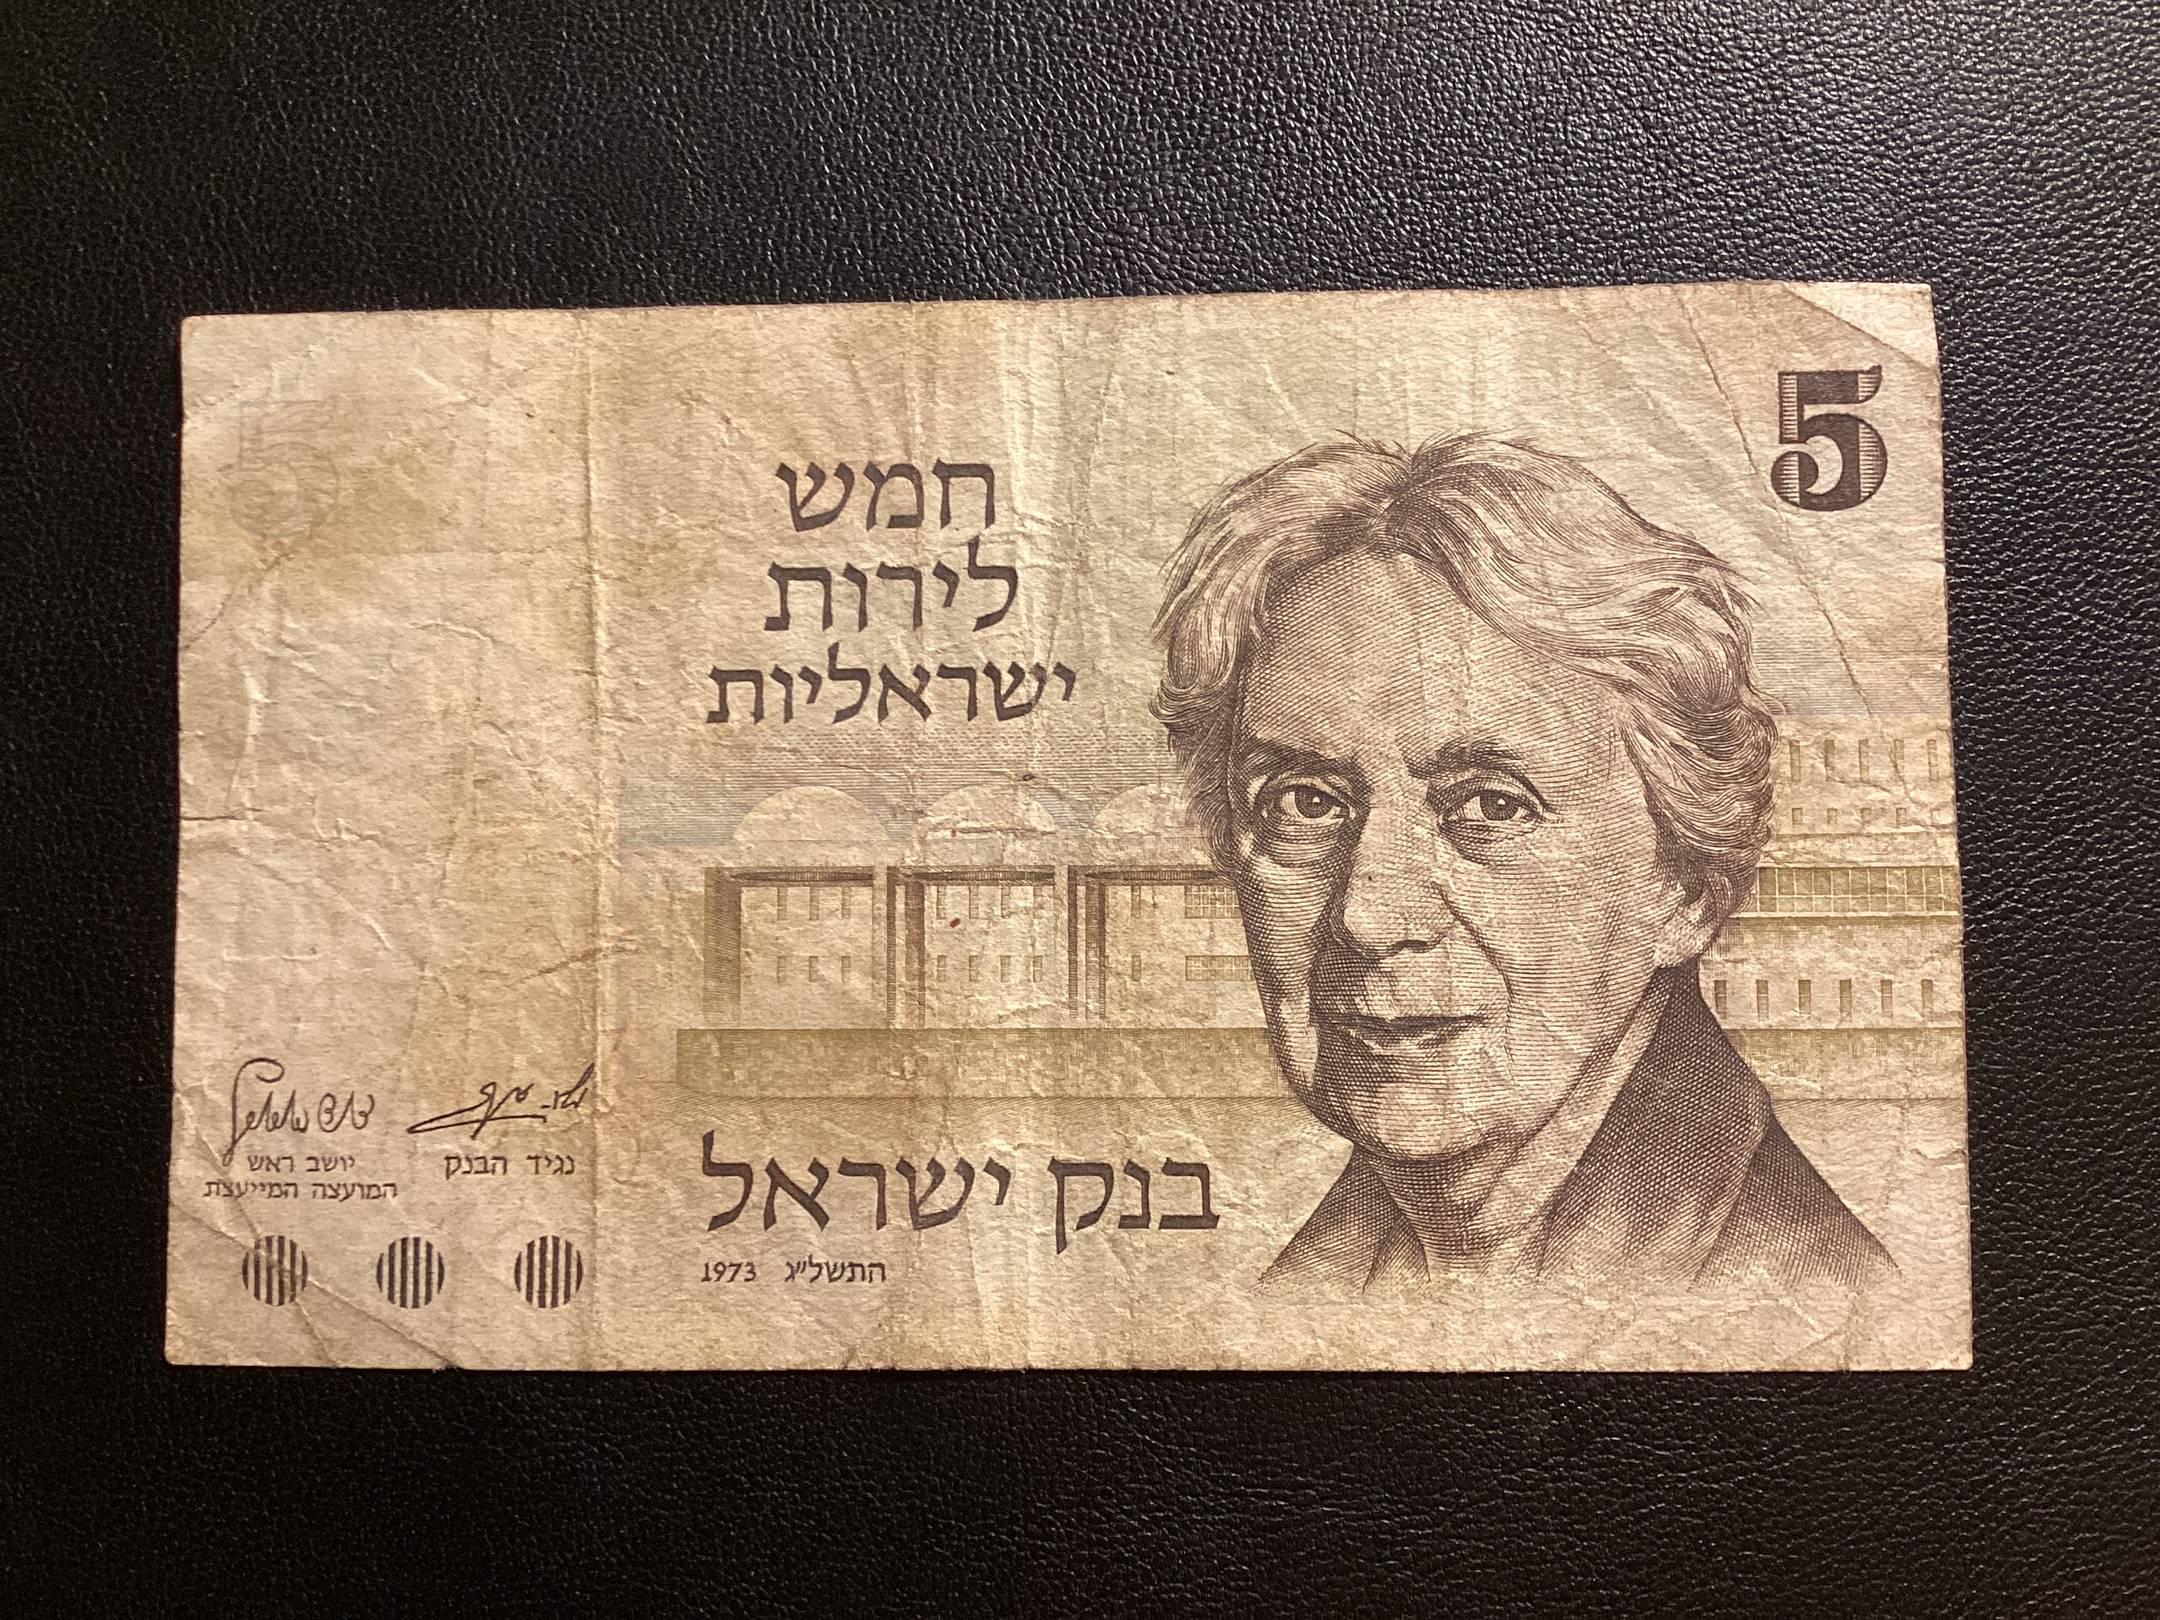 5
חמש
לירות
ישראליות
נגיד הבנק
יושב ראש
המועצה המייעצת
בנק ישראל
התשל״ג 1973